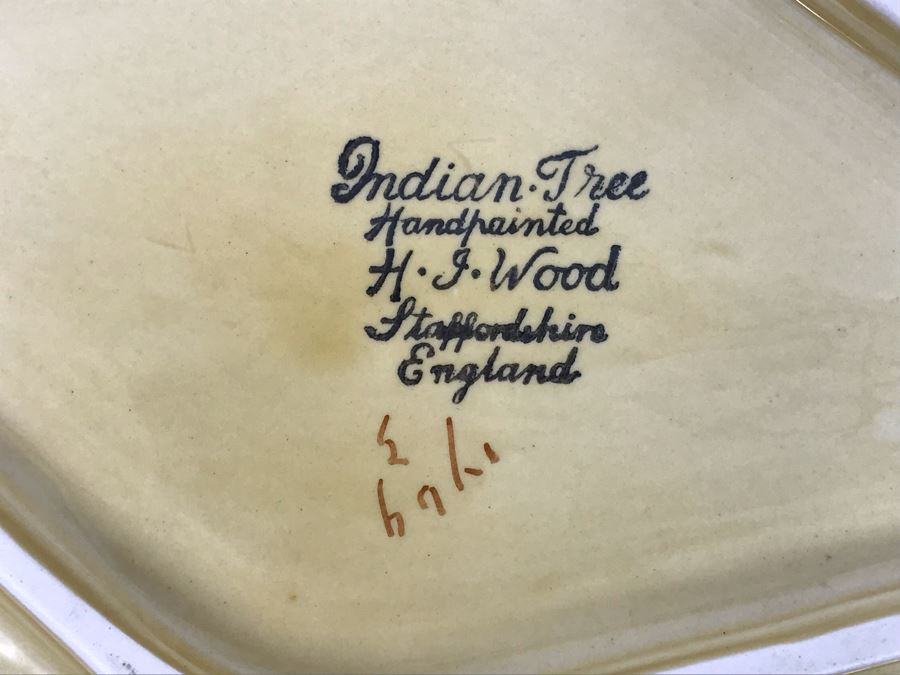 Indian·Tree
Handpainted
H·J·Wood
Staffordshire
England